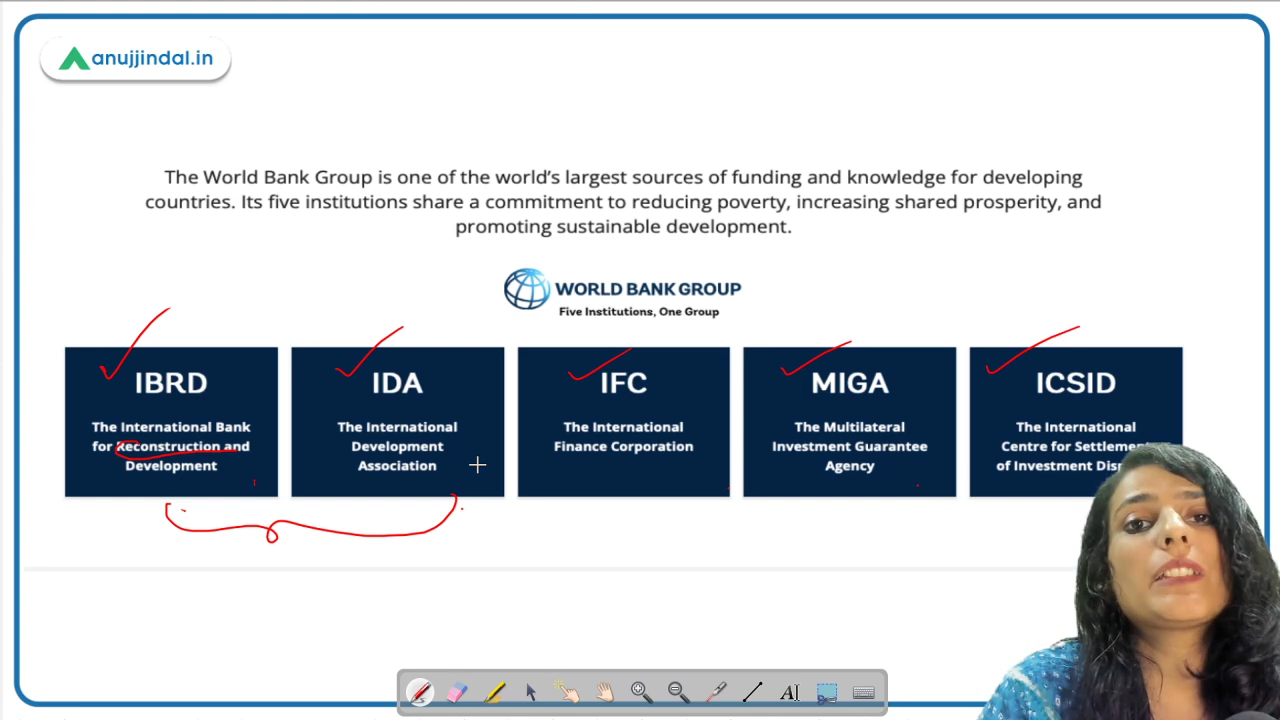 anujjindal.in
The World Bank Group is one of the world's largest sources of funding and knowledge for developing
countries. Its five institutions share a commitment to reducing poverty, increasing shared prosperity, and
promoting sustainable development.
WORLD BANK GROUP
Five Institutions, One Group
IBRD
The International Bank
for Reconstruction and
Development
IDA
The International
Development
Association
IFC
The International
Finance Corporation
MIGA
The Multilateral
Investment Guarantee
Agency
ICSID
The International
Centre for
of Investment
AI